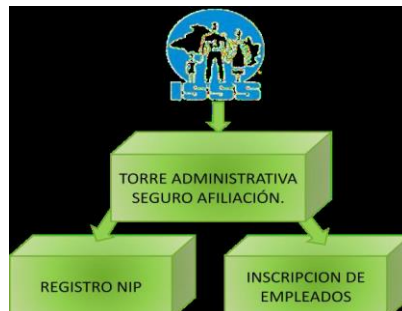 ISSS
TORRE ADMINISTRATIVA
SEGURO AFILIACIÓN.
REGISTRO NIP
INSCRIPCION DE
EMPLEADOS